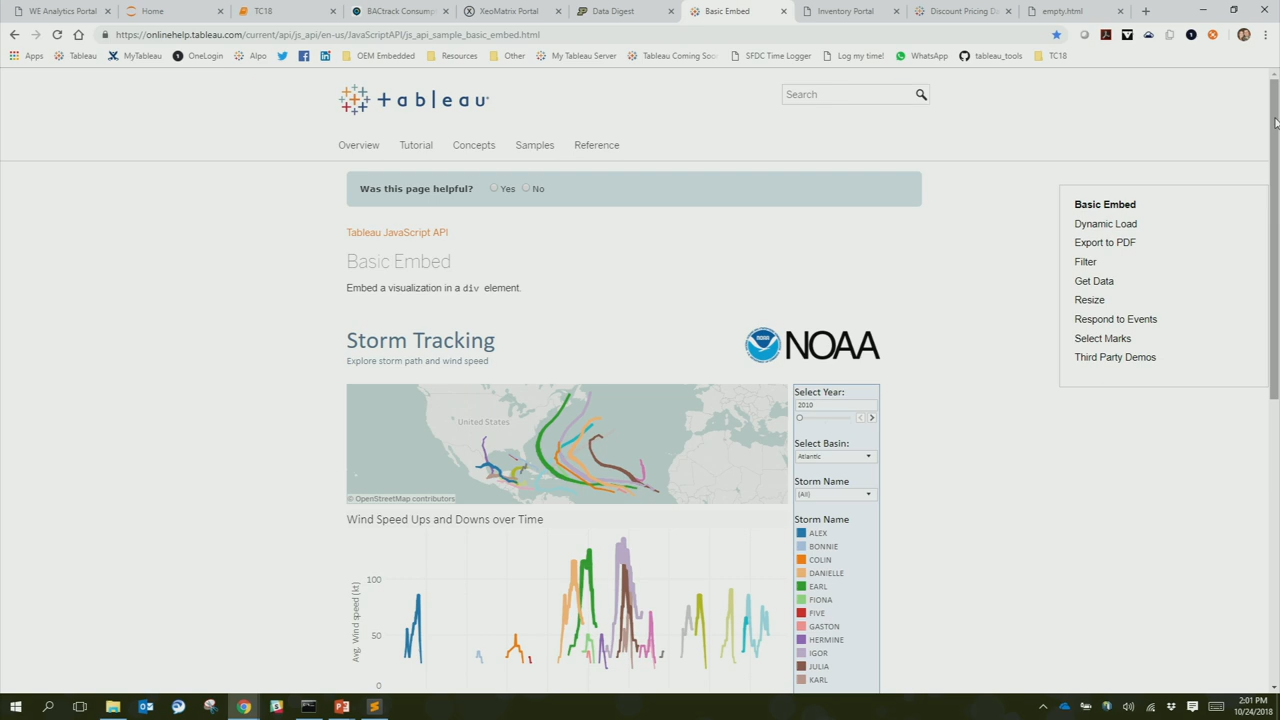 WE Analytics Portal
Home
TC18
BACtrack Consump
XeoMatrix Portal
Data Digest
Basic Embed
Inventory Portal
Discount Pricing D
empty.html
https://onlinehelp.tableau.com/current/api/js_api/en-us/JavaScriptAPI/js_api_sample_basic_embed.html
Apps
Tableau
MyTableau
OneLogin
Alpo
OEM Embedded
Resources
Other
My Tableau Server
Tableau Coming Soo
SFDC Time Logger
Log my time!
WhatsApp
tableau_tools
TC18
tableau
Search
Overview
Tutorial
Concepts
Samples
Reference
Was this page helpful? Yes No
Tableau JavaScript API
Basic Embed
Embed a visualization in a div element.
Basic Embed
Dynamic Load
Export to PDF
Filter
Get Data
Resize
Respond to Events
Select Marks
Third Party Demos
Storm Tracking
Explore storm path and wind speed
NOAA
United States
© OpenStreetMap contributors
Select Year:
2010
Select Basin:
Atlantic
Storm Name
(All)
Storm Name
ALEX
BONNIE
COLIN
DANIELLE
EARL
FIONA
FIVE
GASTON
HERMINE
IGOR
JULIA
KARL
Wind Speed Ups and Downs over Time
Avg. Wind speed (kt)
100
50
0
2:01 PM
10/24/2018